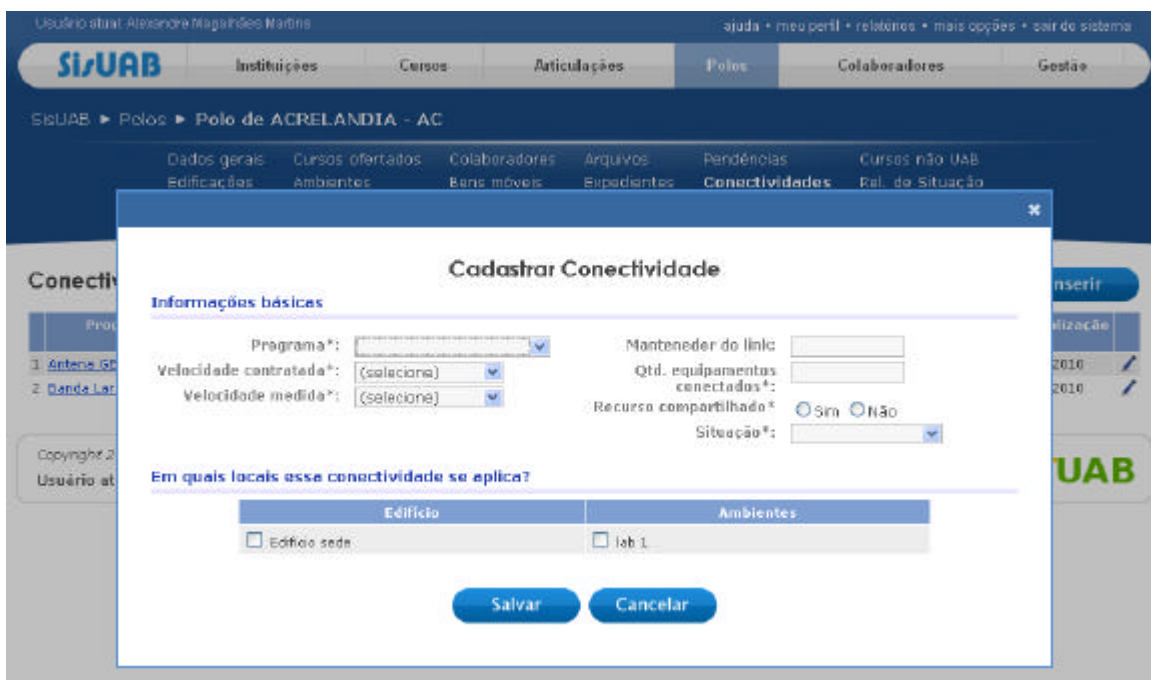 Usuário atual: Alexandre Magalhães Martins
ajuda • meu perfil • relatórios • mais opções • sair do sistema
SisUAB Instituições Cursos Articulações Polos Colaboradores Gestão
SisUAB ► Polos ► Polo de ACRELANDIA - AC
Dados gerais Cursos ofertados Colaboradores Arquivos Pendências Cursos não UAB
Edificações Ambientes Bens móveis Expedientes Conectividades Rel. de Situação
Cadastrar Conectividade
Informações básicas
Programa*:
Mantenedor do link:
Velocidade contratada*: (selecione)
Qtd. equipamentos
conectados*:
Velocidade medida*: (selecione)
Recurso compartilhado* Sim Não
Situação*:
Em quais locais essa conectividade se aplica?
Edifício Ambientes
Edifício sede lab 1
Salvar Cancelar
1 Antena
2010
2 Banda
2010
Copyright
UAB